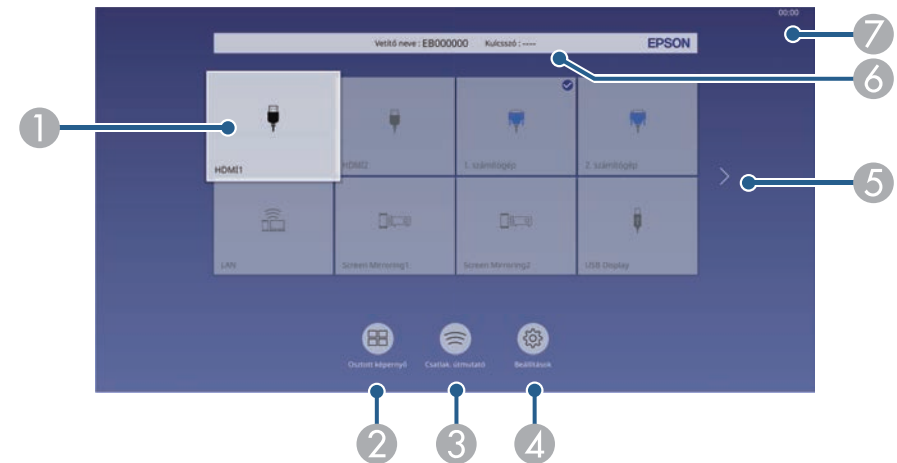 00:00
Vetítő neve : EB000000 Kulcsszó : ---- EPSON
HDMI1 HDMI2 1. számítógép 2. számítógép
LAN Screen Mirroring1 Screen Mirroring2 USB Display
Osztott képernyő Csatlak. útmutató Beállítások
1
2
3
4
5
6
7